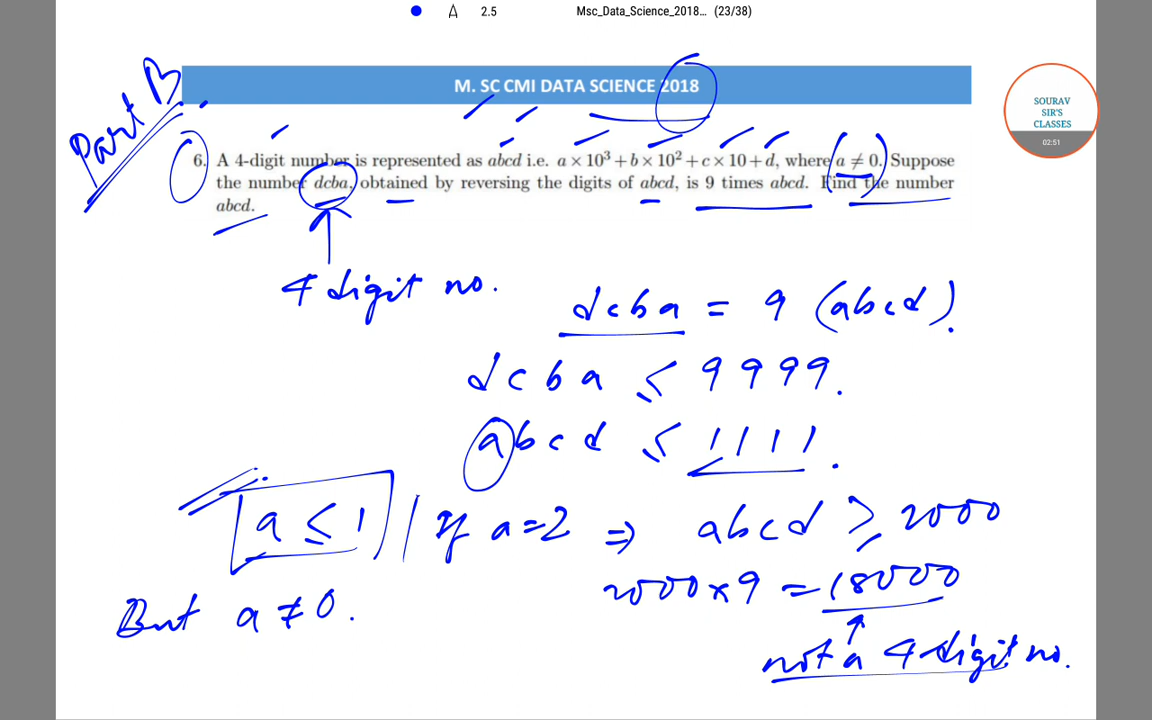 2.5 Msc_Data_Science_2018... (23/38)
M. SC CMI DATA SCIENCE 2018
SOURAV
SIR'S
CLASSES
02:51
Part B
6. A 4-digit number is represented as abcd i.e. a × 10³ + b × 10² + c × 10 + d, where a ≠ 0. Suppose
the number dcba, obtained by reversing the digits of abcd, is 9 times abcd. Find the number
abcd.
4 digit no.
dcba = 9 (abcd).
dcba ≤ 9999.
abcd ≤ 1111.
a ≤ 1 | If a=2 ⇒ abcd ≥ 2000
2000×9 = 18000
But a ≠ 0.
not a 4-digit no.